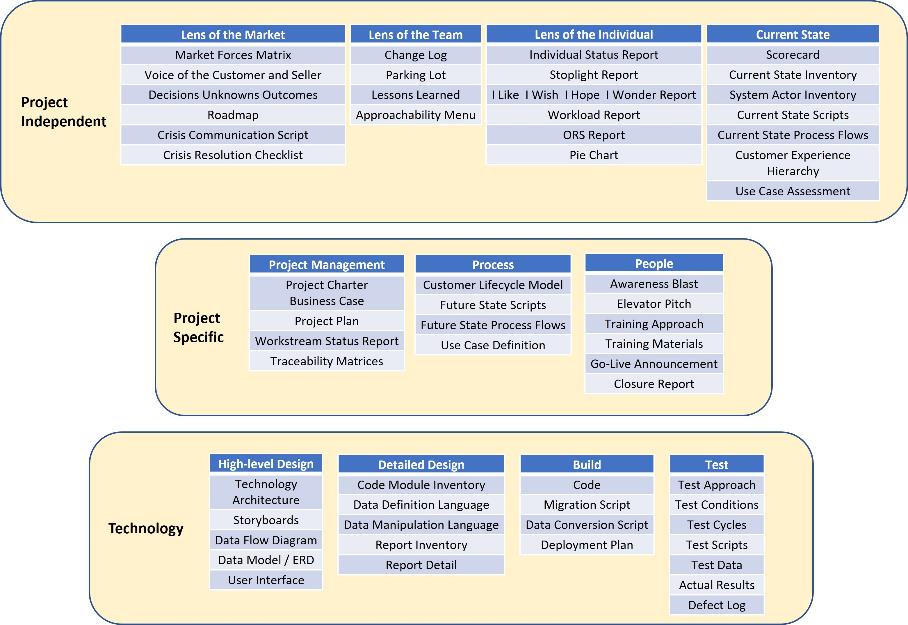 Project
Independent
Lens of the Market
Market Forces Matrix
Voice of the Customer and Seller
Decisions Unknowns Outcomes
Roadmap
Crisis Communication Script
Crisis Resolution Checklist
Lens of the Team
Change Log
Parking Lot
Lessons Learned
Approachability Menu
Lens of the Individual
Individual Status Report
Stoplight Report
I Like I Wish I Hope I Wonder Report
Workload Report
ORS Report
Pie Chart
Current State
Scorecard
Current State Inventory
System Actor Inventory
Current State Scripts
Current State Process Flows
Customer Experience
Hierarchy
Use Case Assessment
Project
Specific
Project Management
Project Charter
Business Case
Project Plan
Workstream Status Report
Traceability Matrices
Process
Customer Lifecycle Model
Future State Scripts
Future State Process Flows
Use Case Definition
People
Awareness Blast
Elevator Pitch
Training Approach
Training Materials
Go-Live Announcement
Closure Report
Technology
High-level Design
Technology
Architecture
Storyboards
Data Flow Diagram
Data Model / ERD
User Interface
Detailed Design
Code Module Inventory
Data Definition Language
Data Manipulation Language
Report Inventory
Report Detail
Build
Code
Migration Script
Data Conversion Script
Deployment Plan
Test
Test Approach
Test Conditions
Test Cycles
Test Scripts
Test Data
Actual Results
Defect Log